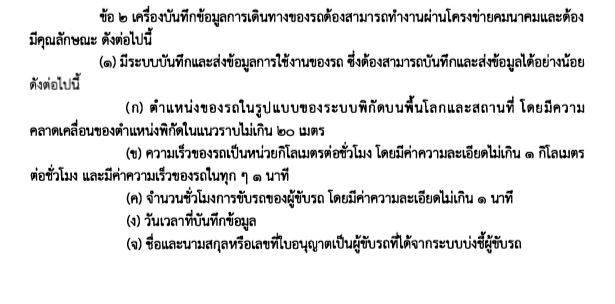 ข้อ ๒ เครื่องบันทึกข้อมูลการเดินทางของรถต้องสามารถทำงานผ่านโครงข่ายคมนาคมและต้อง
มีคุณลักษณะ ดังต่อไปนี้
(๑) มีระบบบันทึกและส่งข้อมูลการใช้งานของรถ ซึ่งต้องสามารถบันทึกและส่งข้อมูลได้อย่างน้อย
ดังต่อไปนี้
(ก) ตำแหน่งของรถในรูปแบบของระบบพิกัดบนพื้นโลกและสถานที่ โดยมีความ
คลาดเคลื่อนของตำแหน่งพิกัดในแนวราบไม่เกิน ๒๐ เมตร
(ข) ความเร็วของรถเป็นหน่วยกิโลเมตรต่อชั่วโมง โดยมีค่าความละเอียดไม่เกิน ๑ กิโลเมตร
ต่อชั่วโมง และมีค่าความเร็วของรถในทุก ๆ ๑ นาที
(ค) จำนวนชั่วโมงการขับรถของผู้ขับรถ โดยมีค่าความละเอียดไม่เกิน ๑ นาที
(ง) วันเวลาที่บันทึกข้อมูล
(จ) ชื่อและนามสกุลหรือเลขที่ใบอนุญาตเป็นผู้ขับรถที่ได้จากระบบบ่งชี้ผู้ขับรถ